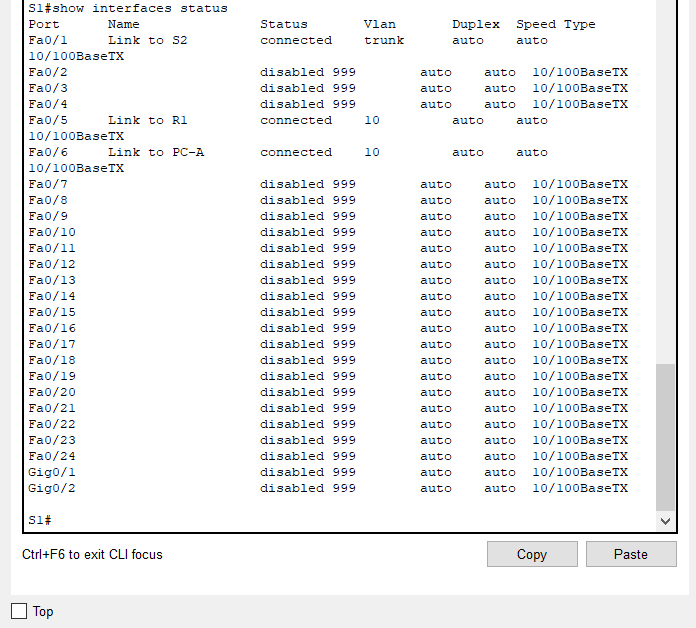 S1#show interfaces status
Port      Name               Status       Vlan       Duplex  Speed Type
Fa0/1     Link to S2         connected    trunk      auto    auto
10/100BaseTX
Fa0/2                        disabled 999        auto    auto  10/100BaseTX
Fa0/3                        disabled 999        auto    auto  10/100BaseTX
Fa0/4                        disabled 999        auto    auto  10/100BaseTX
Fa0/5     Link to R1         connected    10         auto    auto
10/100BaseTX
Fa0/6     Link to PC-A       connected    10         auto    auto
10/100BaseTX
Fa0/7                        disabled 999        auto    auto  10/100BaseTX
Fa0/8                        disabled 999        auto    auto  10/100BaseTX
Fa0/9                        disabled 999        auto    auto  10/100BaseTX
Fa0/10                       disabled 999        auto    auto  10/100BaseTX
Fa0/11                       disabled 999        auto    auto  10/100BaseTX
Fa0/12                       disabled 999        auto    auto  10/100BaseTX
Fa0/13                       disabled 999        auto    auto  10/100BaseTX
Fa0/14                       disabled 999        auto    auto  10/100BaseTX
Fa0/15                       disabled 999        auto    auto  10/100BaseTX
Fa0/16                       disabled 999        auto    auto  10/100BaseTX
Fa0/17                       disabled 999        auto    auto  10/100BaseTX
Fa0/18                       disabled 999        auto    auto  10/100BaseTX
Fa0/19                       disabled 999        auto    auto  10/100BaseTX
Fa0/20                       disabled 999        auto    auto  10/100BaseTX
Fa0/21                       disabled 999        auto    auto  10/100BaseTX
Fa0/22                       disabled 999        auto    auto  10/100BaseTX
Fa0/23                       disabled 999        auto    auto  10/100BaseTX
Fa0/24                       disabled 999        auto    auto  10/100BaseTX
Gig0/1                       disabled 999        auto    auto  10/100BaseTX
Gig0/2                       disabled 999        auto    auto  10/100BaseTX
S1#
Ctrl+F6 to exit CLI focus Copy Paste
Top